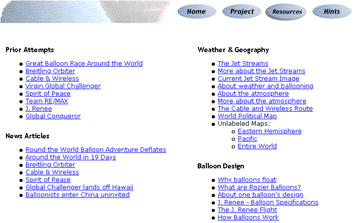 Home
Project
Resources
Hints
Prior Attempts
Great Balloon Race Around the World
Breitling Orbiter
Cable & Wireless
Virgin Global Challenger
Spirit of Peace
Team RE/MAX
J. Renee
Global Conqueror
News Articles
Round the World Balloon Adventure Deflates
Around the World in 19 Days
Breitling Orbiter
Cable & Wireless
Spirit of Peace
Global Challenger lands off Hawaii
Balloonists enter China uninvited
Weather & Geography
The Jet Streams
More about the Jet Streams
Current Jet Stream Image
About weather and ballooning
About the atmosphere
More about the atmosphere
The Cable and Wireless Route
World Political Map
Unlabeled Maps:
Eastern Hemisphere
Pacific
Entire World
Balloon Design
Why balloons float
What are Rozier Balloons?
About one balloon's design
J. Renee - Balloon Specifications
The J. Renee Flight
How Balloons Work